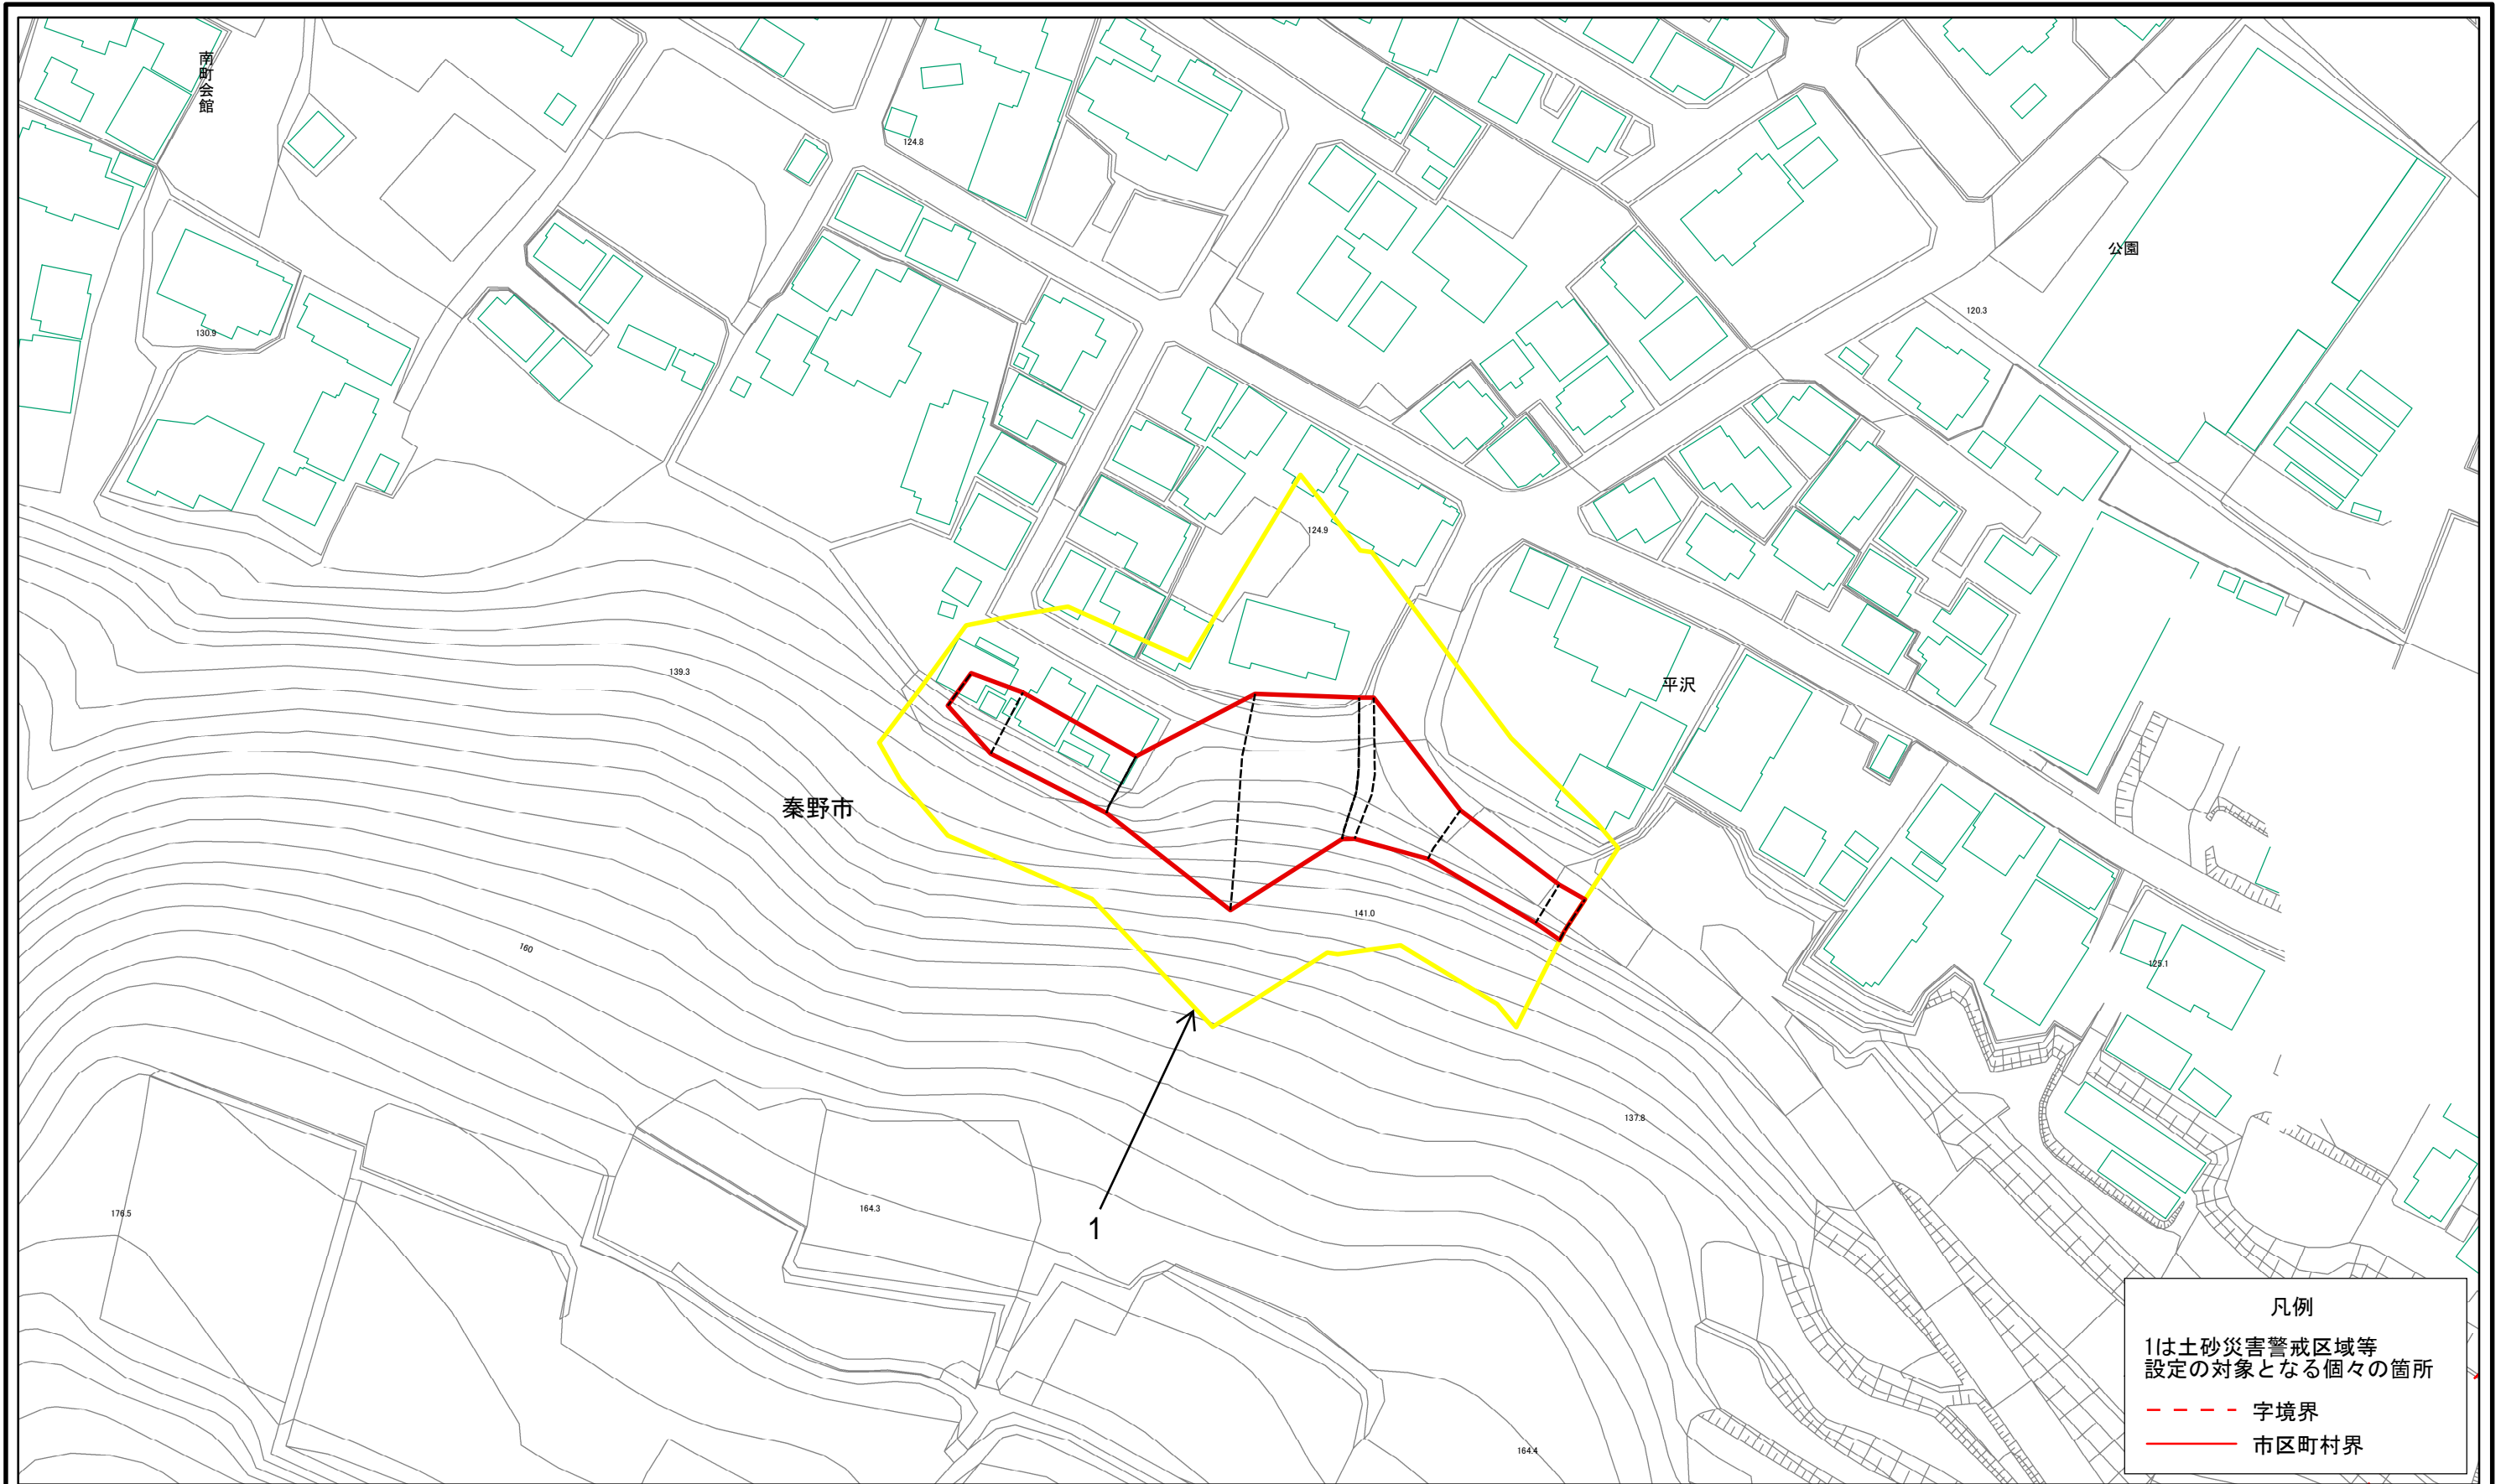 南町会館
124.8
公園
120.3
130.9
124.9
139.3
平沢
秦野市
141.0
160
125.1
137.8
176.5
164.3
1
164.4
凡例
1は土砂災害警戒区域等
設定の対象となる個々の箇所
字境界
市区町村界